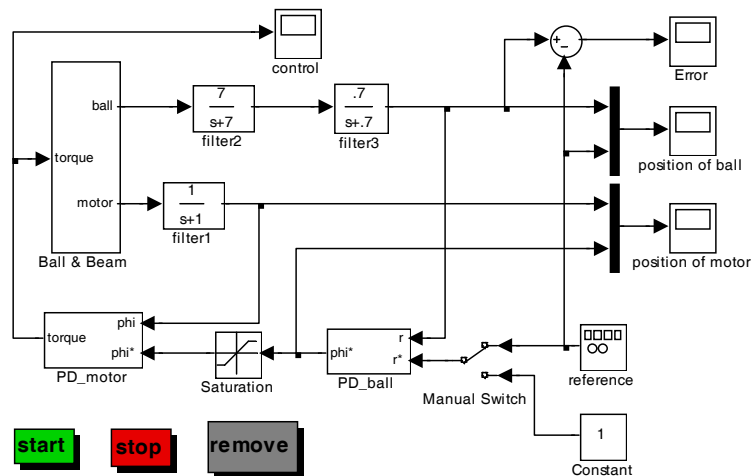 control
+
−
Error
ball
7
s+7
filter2
.7
s+.7
filter3
position of ball
torque
motor
1
s+1
filter1
Ball & Beam
position of motor
torque
phi
phi*
PD_motor
Saturation
phi*
r
r*
PD_ball
Manual Switch
reference
1
Constant
start
stop
remove